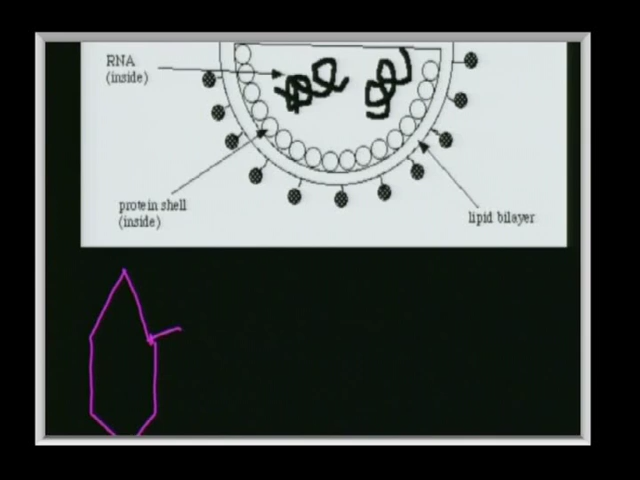 RNA
(inside)
protein shell
(inside)
lipid bilayer